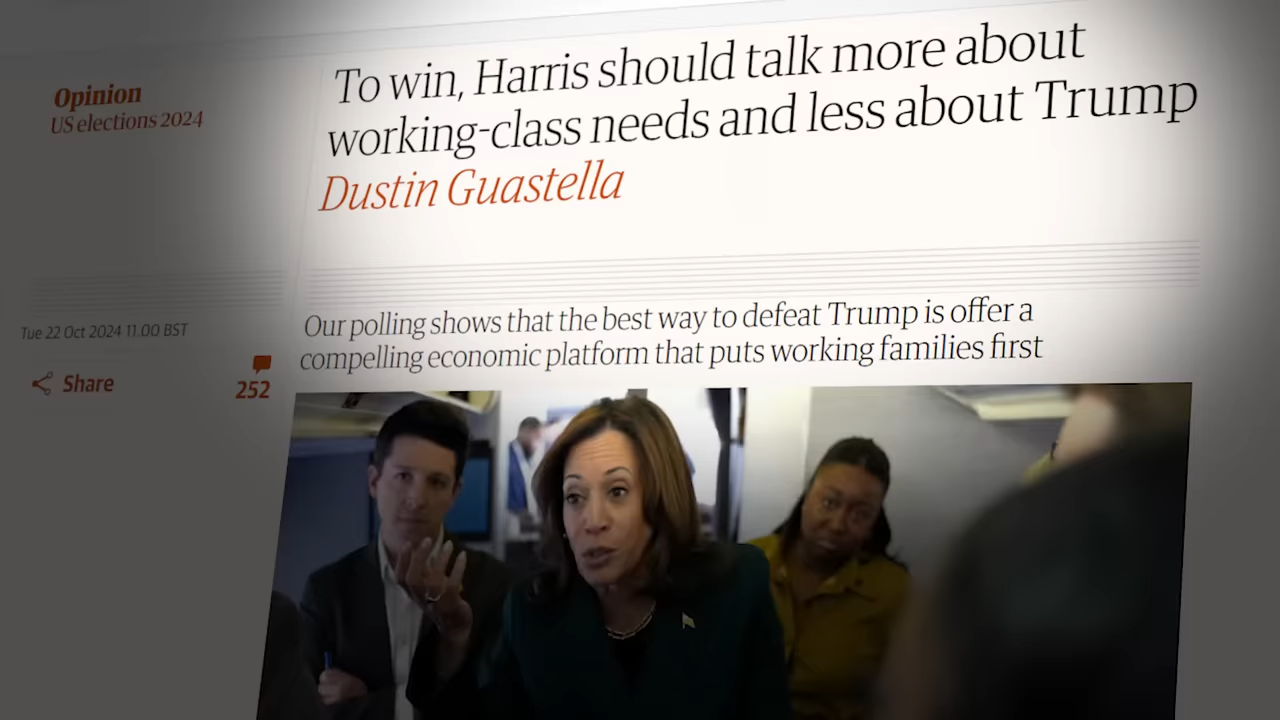 Opinion
US elections 2024
To win, Harris should talk more about
working-class needs and less about Trump
Dustin Guastella
Tue 22 Oct 2024 11.00 BST
Share
252
Our polling shows that the best way to defeat Trump is offer a
compelling economic platform that puts working families first